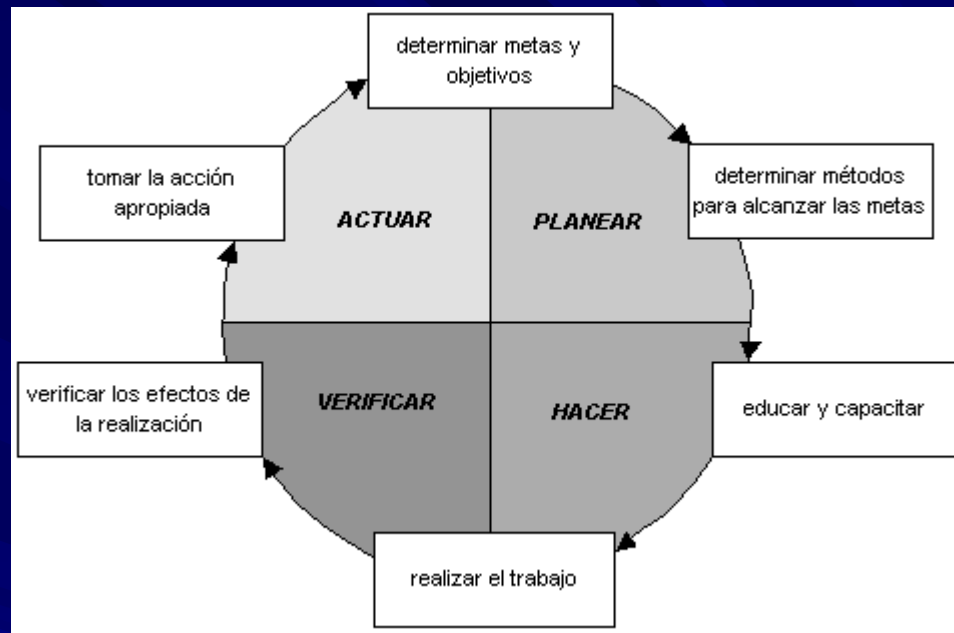 determinar metas y
objetivos
determinar métodos
para alcanzar las metas
educar y capacitar
realizar el trabajo
verificar los efectos de
la realización
tomar la acción
apropiada
ACTUAR
PLANEAR
VERIFICAR
HACER